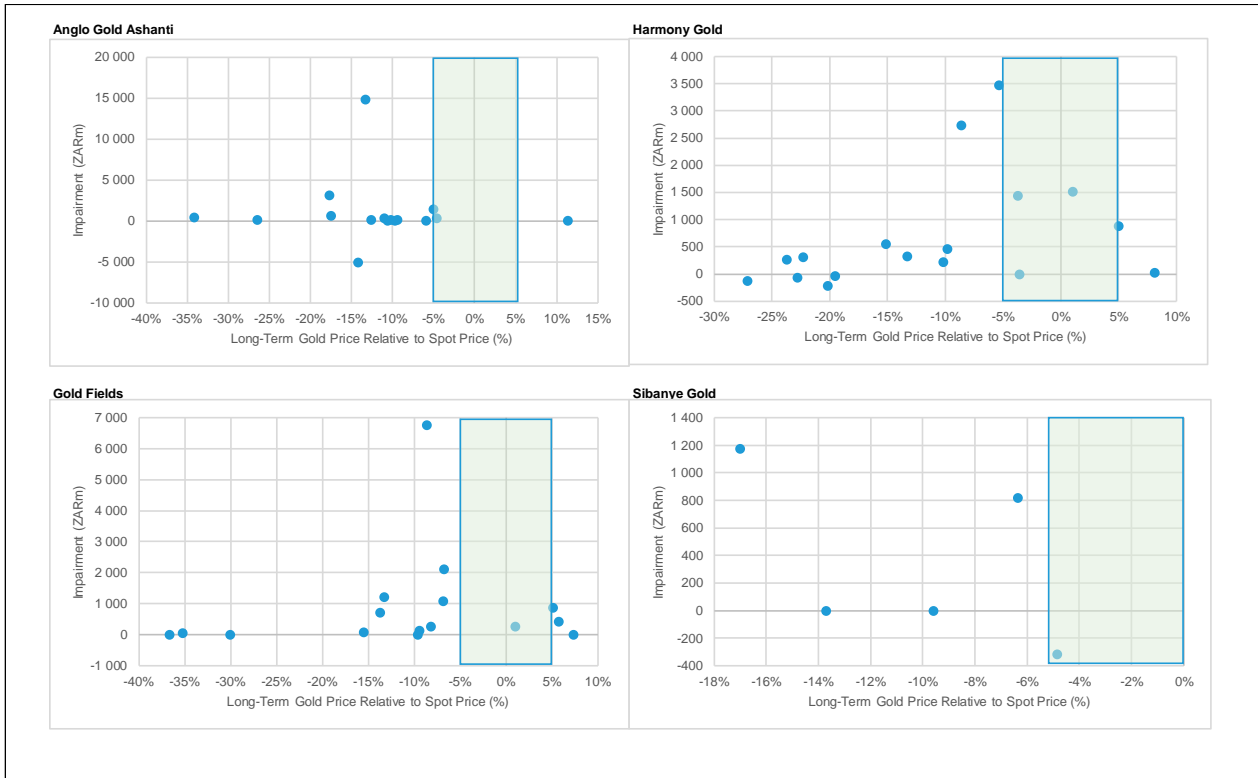 Anglo Gold Ashanti
20 000
15 000
10 000
5 000
0
-5 000
-10 000
Impairment (ZARm)
-40% -35% -30% -25% -20% -15% -10% -5% 0% 5% 10% 15%
Long-Term Gold Price Relative to Spot Price (%)
Harmony Gold
4 000
3 500
3 000
2 500
2 000
1 500
1 000
500
0
-500
Impairment (ZARm)
-30% -25% -20% -15% -10% -5% 0% 5% 10%
Long-Term Gold Price Relative to Spot Price (%)
Gold Fields
7 000
6 000
5 000
4 000
3 000
2 000
1 000
0
-1 000
Impairment (ZARm)
-40% -35% -30% -25% -20% -15% -10% -5% 0% 5% 10%
Long-Term Gold Price Relative to Spot Price (%)
Sibanye Gold
1 400
1 200
1 000
800
600
400
200
0
-200
-400
Impairment (ZARm)
-18% -16% -14% -12% -10% -8% -6% -4% -2% 0%
Long-Term Gold Price Relative to Spot Price (%)